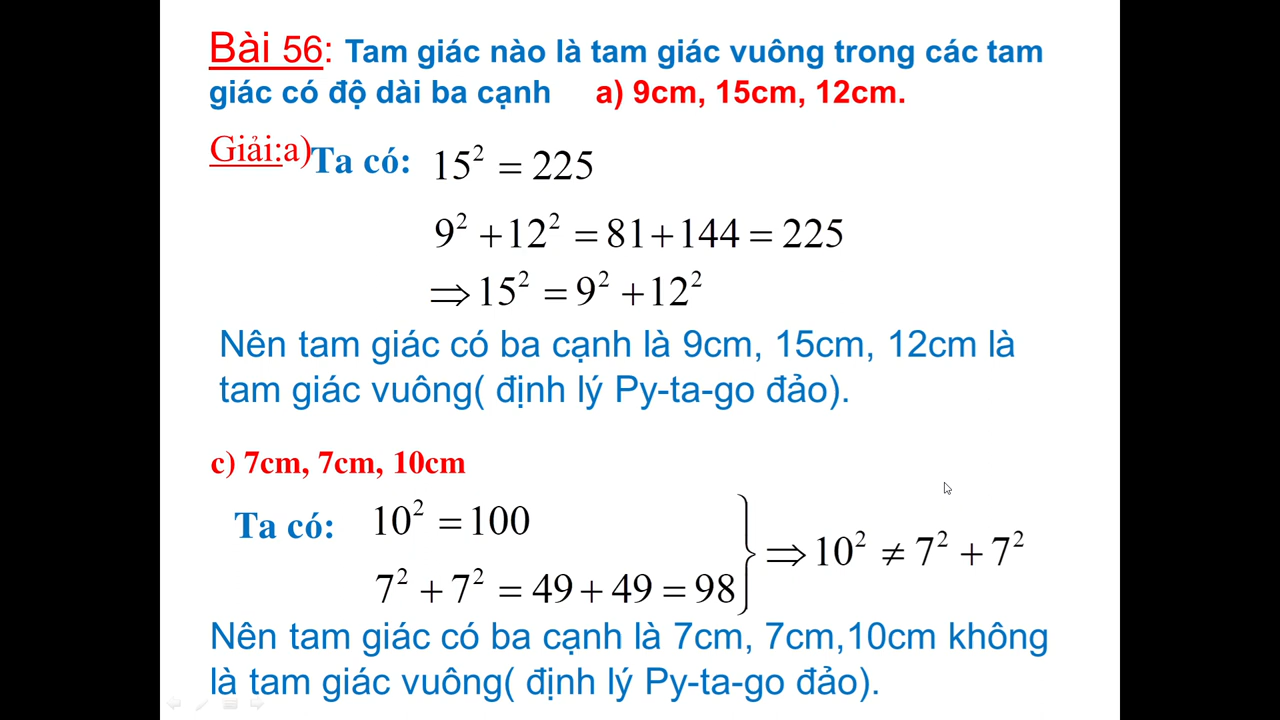 Bài 56: Tam giác nào là tam giác vuông trong các tam
giác có độ dài ba cạnh a) 9cm, 15cm, 12cm.
Giải:a) Ta có: 15² = 225
9² + 12² = 81 + 144 = 225
⇒ 15² = 9² + 12²
Nên tam giác có ba cạnh là 9cm, 15cm, 12cm là
tam giác vuông( định lý Py-ta-go đảo).
c) 7cm, 7cm, 10cm
Ta có: 10² = 100
7² + 7² = 49 + 49 = 98 } ⇒ 10² ≠ 7² + 7²
Nên tam giác có ba cạnh là 7cm, 7cm,10cm không
là tam giác vuông( định lý Py-ta-go đảo).